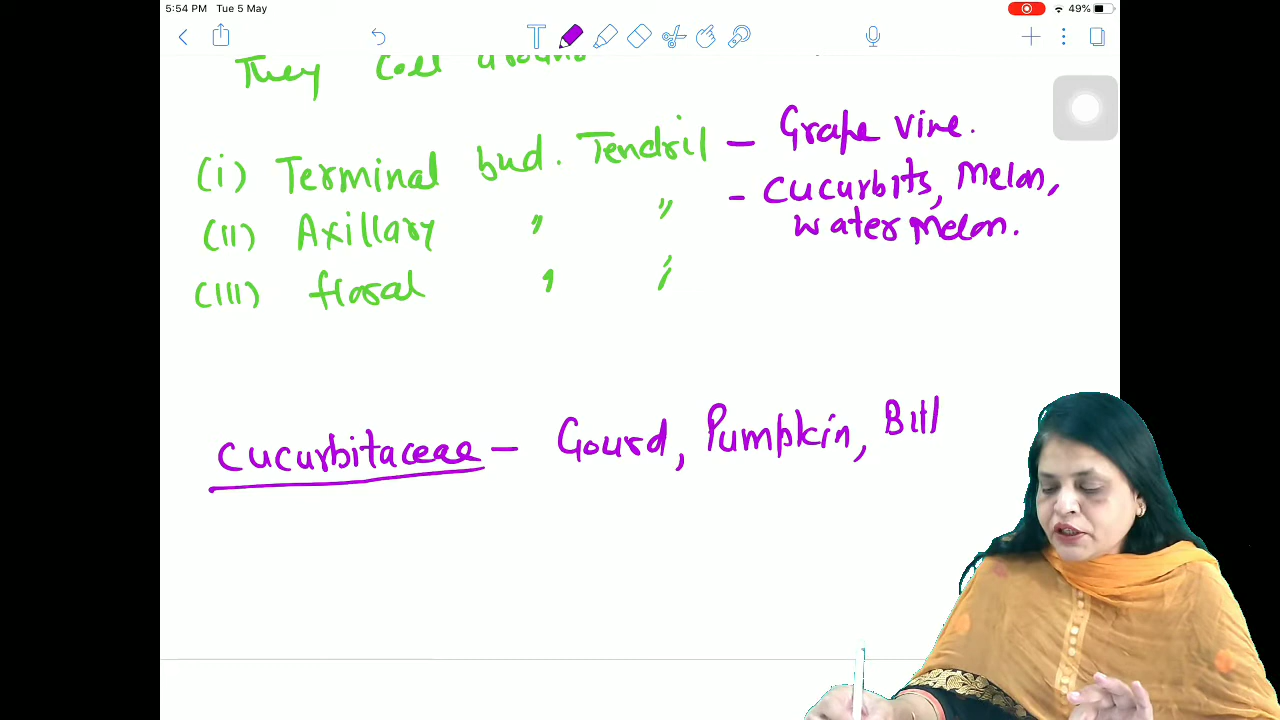 5:54 PM Tue 5 May
49%
They coil around
(i) Terminal bud. Tendril – Grape vine.
(II) Axillary " " – Cucurbits, Melon,
water Melon.
(III) floral " "
Cucurbitaceae – Gourd, Pumpkin, Bitt